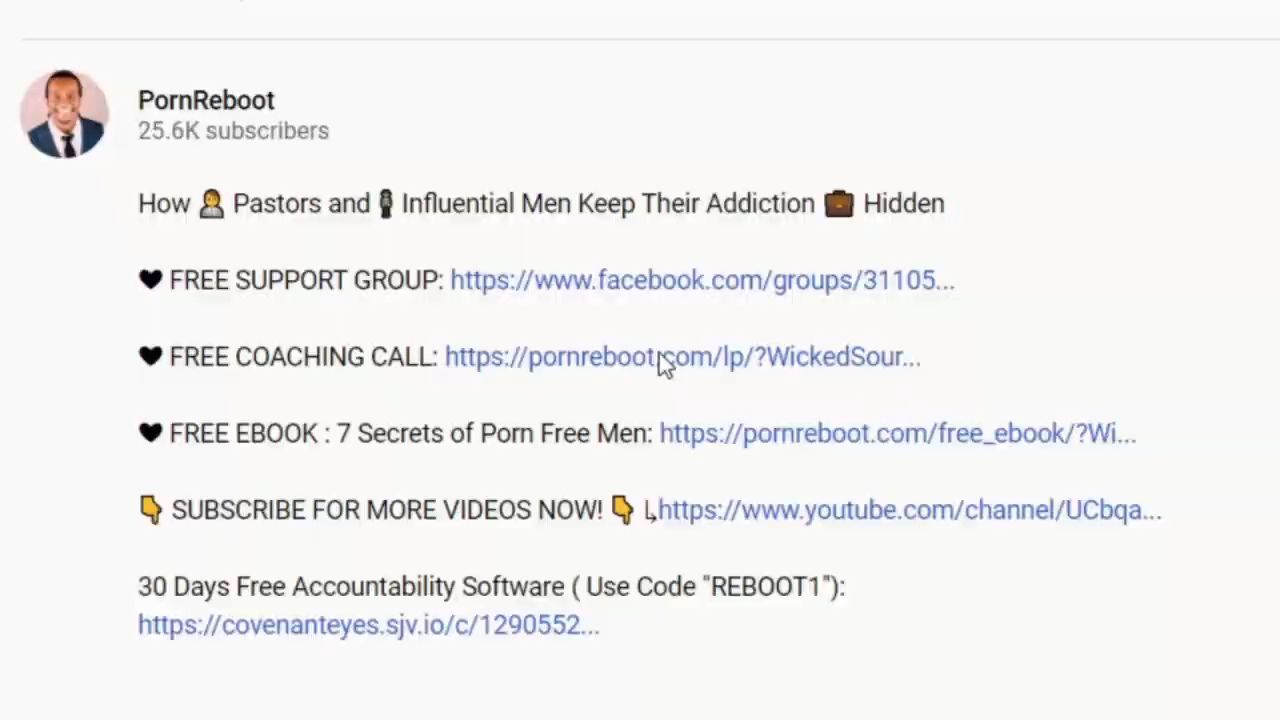 PornReboot
25.6K subscribers
How 👨‍💼 Pastors and 🕴 Influential Men Keep Their Addiction 💼 Hidden
🖤 FREE SUPPORT GROUP: https://www.facebook.com/groups/31105...
🖤 FREE COACHING CALL: https://pornreboot.com/lp/?WickedSour...
🖤 FREE EBOOK : 7 Secrets of Porn Free Men: https://pornreboot.com/free_ebook/?Wi...
👇 SUBSCRIBE FOR MORE VIDEOS NOW! 👇 ↳https://www.youtube.com/channel/UCbqa...
30 Days Free Accountability Software ( Use Code "REBOOT1"):
https://covenanteyes.sjv.io/c/1290552...